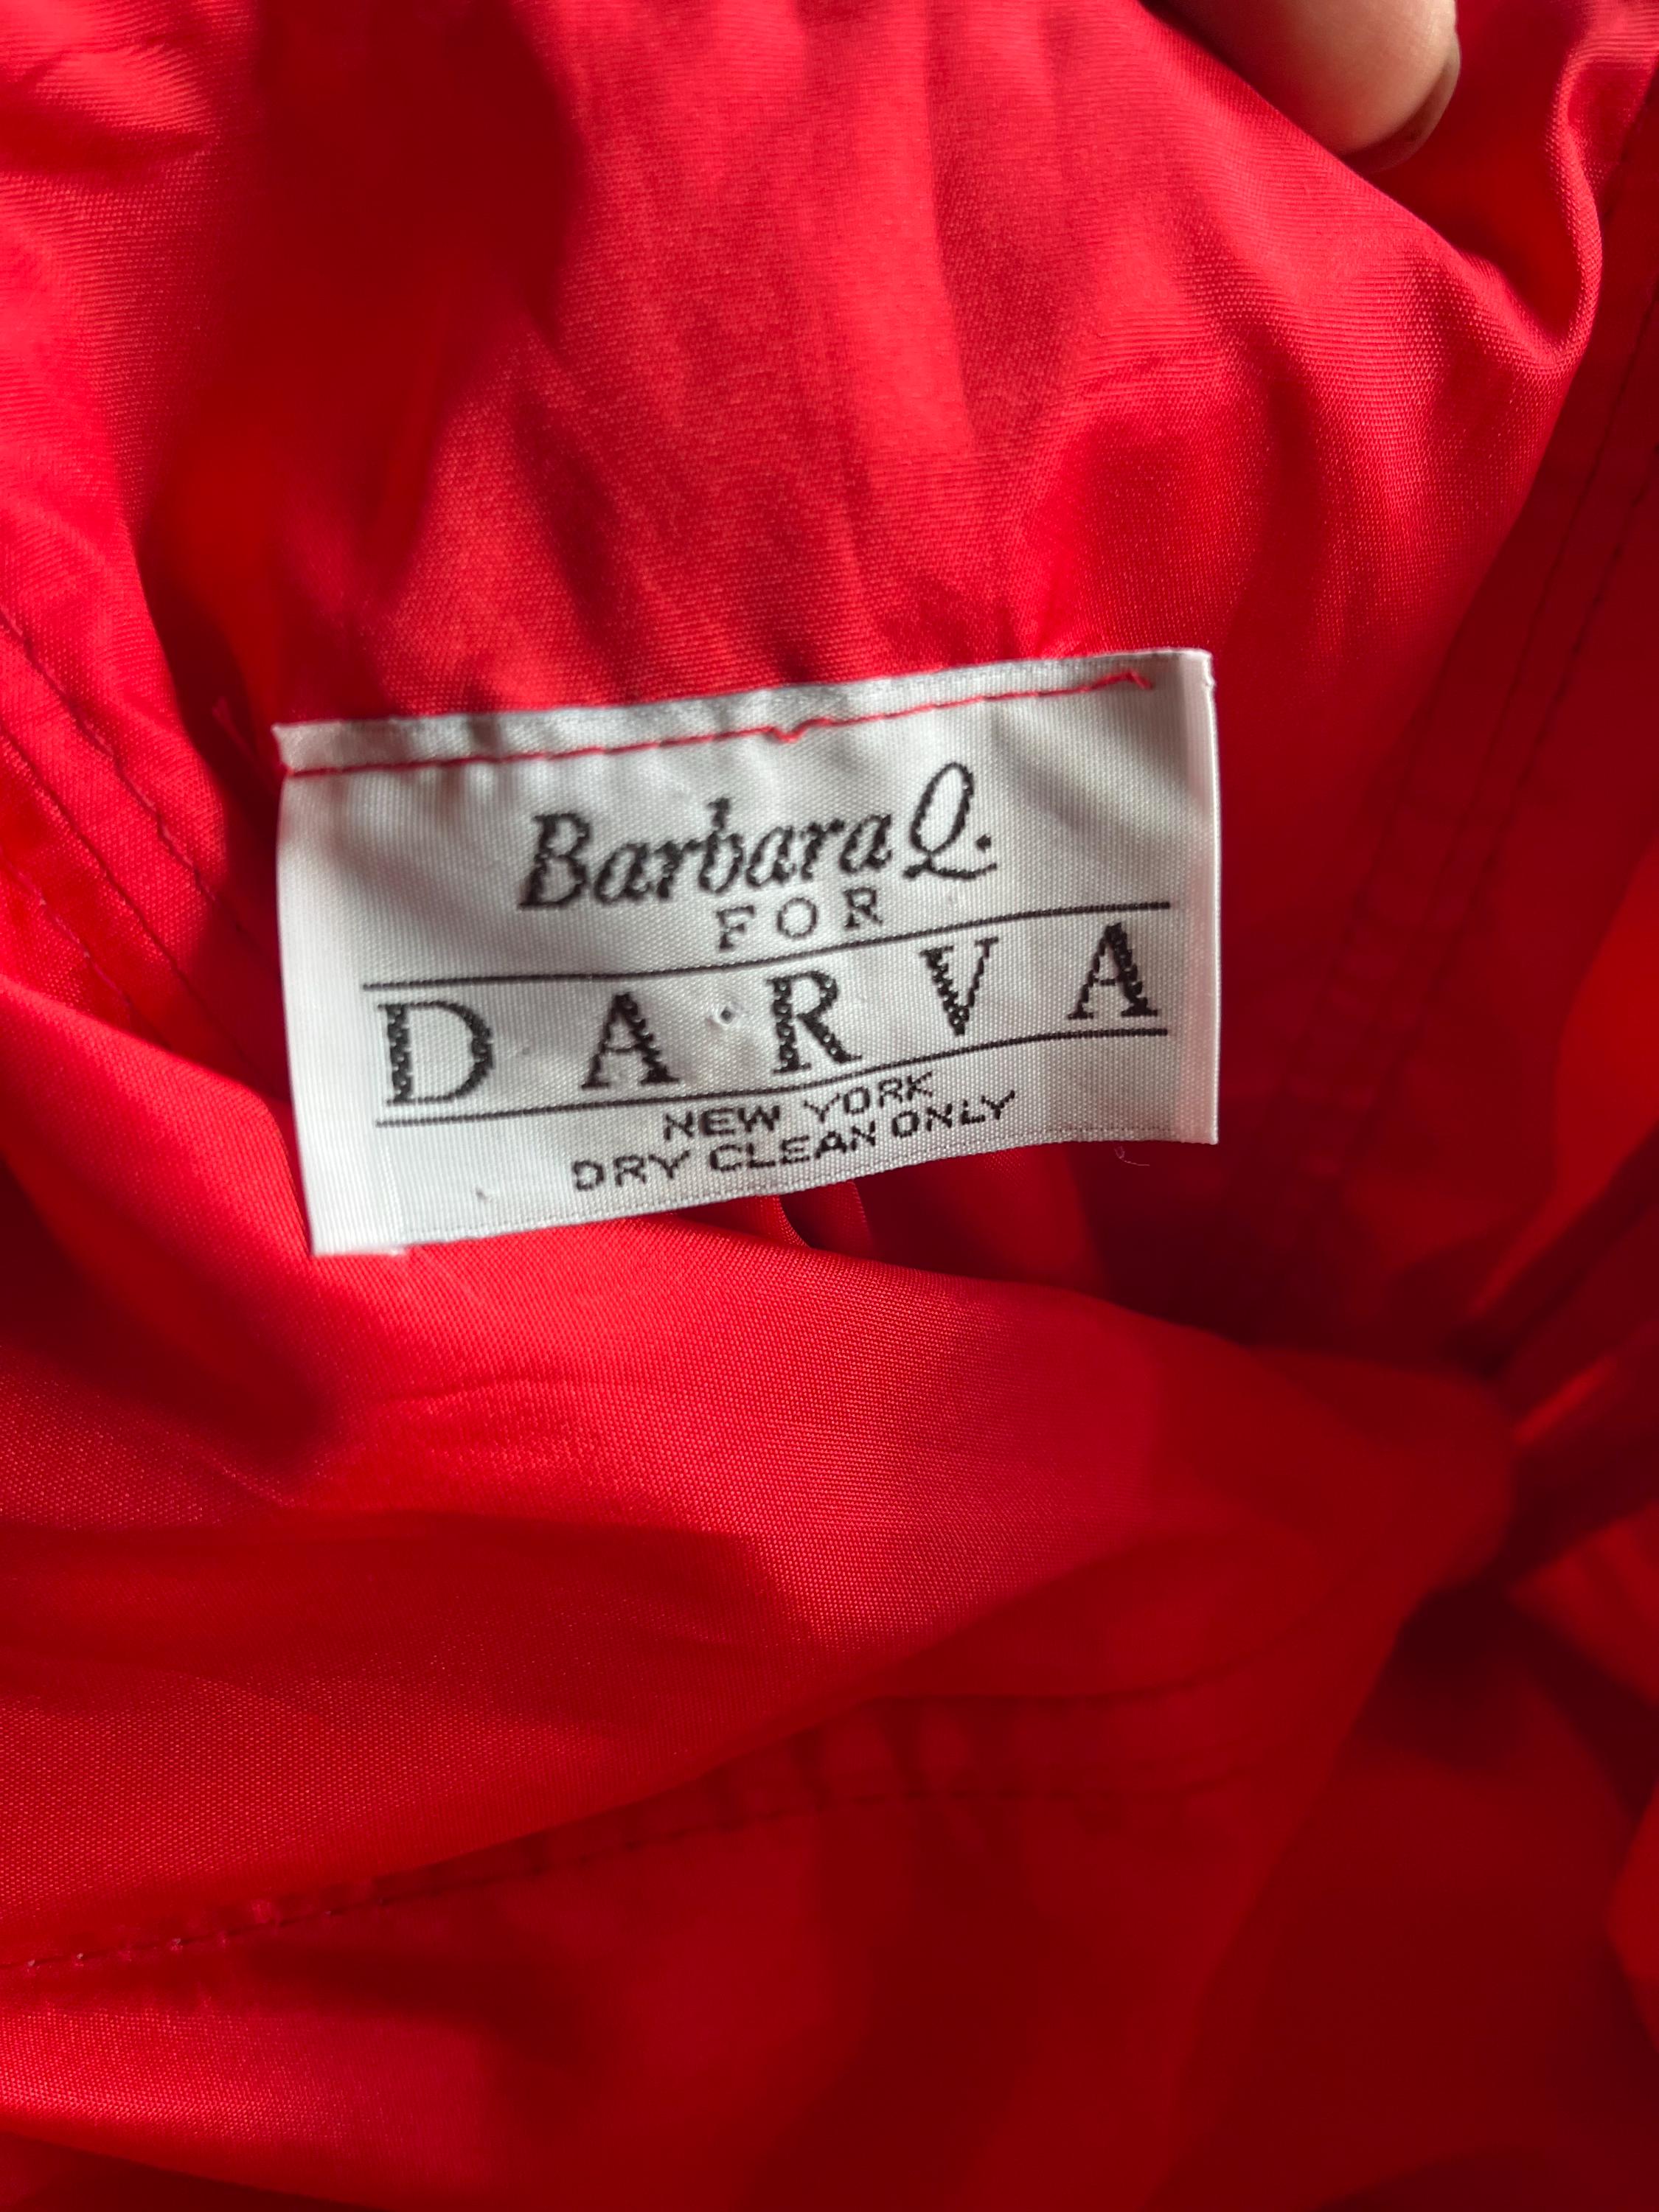 Barbara Q.
FOR
DARVA
NEW YORK
DRY CLEAN ONLY